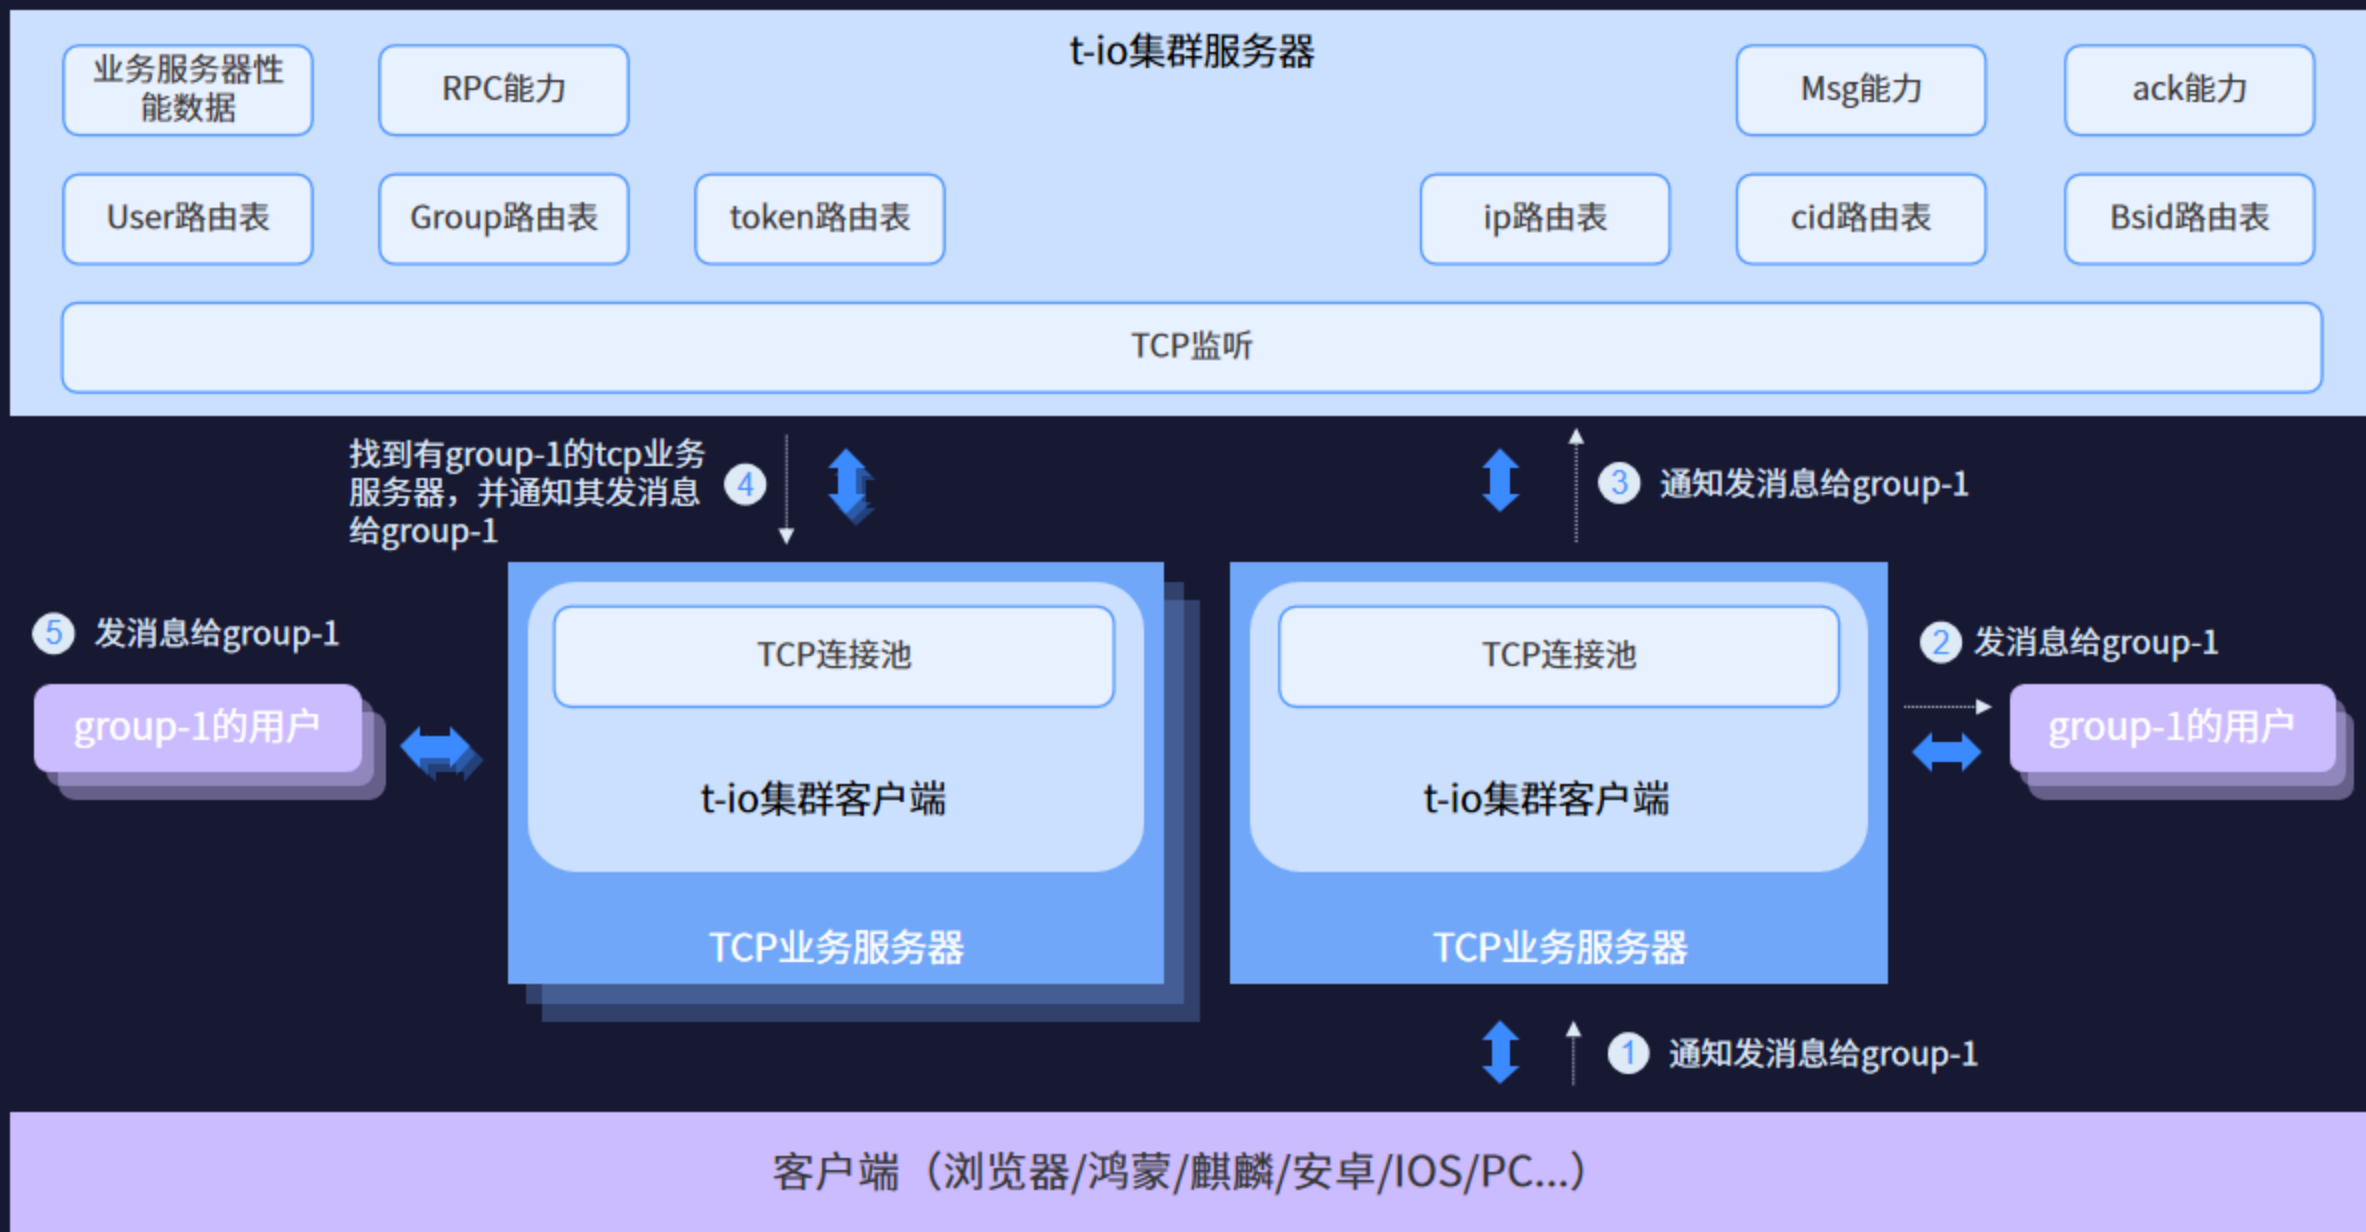 t-io集群服务器
业务服务器性
能数据
RPC能力
Msg能力
ack能力
User路由表
Group路由表
token路由表
ip路由表
cid路由表
Bsid路由表
TCP监听
找到有group-1的tcp业务
服务器，并通知其发消息
给group-1
4
3
通知发消息给group-1
5
发消息给group-1
group-1的用户
TCP连接池
t-io集群客户端
TCP业务服务器
TCP连接池
t-io集群客户端
TCP业务服务器
2
发消息给group-1
group-1的用户
1
通知发消息给group-1
客户端（浏览器/鸿蒙/麒麟/安卓/IOS/PC...）